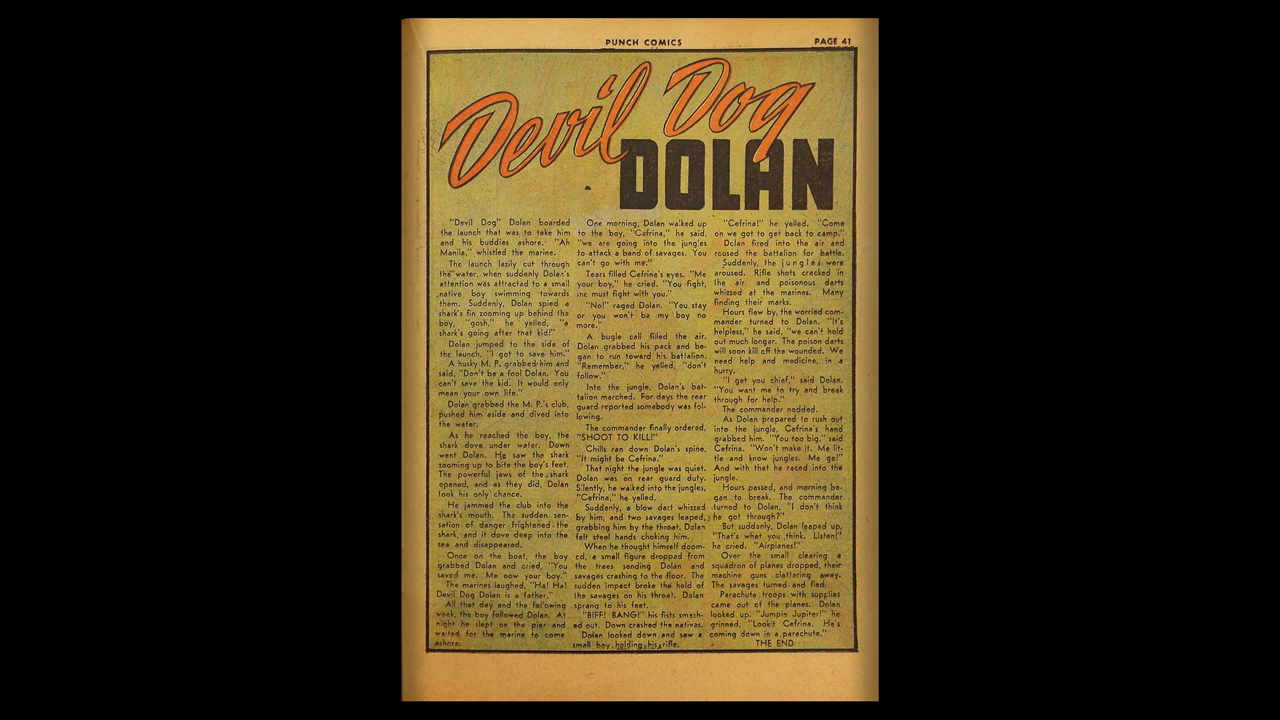 PUNCH COMICS
PAGE 41
Devil Dog
DOLAN
"Devil Dog" Dolan boarded
the launch that was to take him
and his buddies ashore. "Ah
Manila," whistled the marine.
The launch lazily cut through
the water, when suddenly Dolan's
attention was attracted to a small
native boy swimming towards
them. Suddenly, Dolan spied a
shark's fin zooming up behind the
boy, "gosh," he yelled, "a
shark's going after that kid!"
Dolan jumped to the side of
the launch, "I got to save him."
A husky M. P. grabbed him and
said, "Don't be a fool Dolan. You
can't save the kid. It would only
mean your own life."
Dolan grabbed the M. P.'s club,
pushed him aside and dived into
the water.
As he reached the boy, the
shark dove under water. Down
went Dolan. He saw the shark
zooming up to bite the boy's feet.
The powerful jaws of the shark
opened, and as they did, Dolan
took his only chance.
He jammed the club into the
shark's mouth. The sudden sen-
sation of danger frightened the
shark, and it dove deep into the
sea and disappeared.
Once on the boat, the boy
grabbed Dolan and cried, "You
saved me. Me now your boy."
The marines laughed, "Ha! Ha!
Devil Dog Dolan is a father."
All that day and the following
week, the boy followed Dolan. At
night he slept on the pier and
waited for the marine to come
ashore.
One morning, Dolan walked up
to the boy, "Cefrina," he said,
"we are going into the jungles
to attack a band of savages. You
can't go with me."
Tears filled Cefrina's eyes. "Me
your boy," he cried. "You fight,
me must fight with you."
"No!" raged Dolan. "You stay
or you won't be my boy no
more."
A bugle call filled the air.
Dolan grabbed his pack and be-
gan to run toward his battalion.
"Remember," he yelled, "don't
follow."
Into the jungle, Dolan's bat-
talion marched. For days the rear
guard reported somebody was fol-
lowing.
The commander finally ordered,
"SHOOT TO KILL!"
Chills ran down Dolan's spine,
"It might be Cefrina."
That night the jungle was quiet.
Dolan was on rear guard duty.
Silently, he walked into the jungles,
"Cefrina," he yelled.
Suddenly, a blow dart whizzed
by him, and two savages leaped,
grabbing him by the throat. Dolan
felt steel hands choking him.
When he thought himself doom-
ed, a small figure dropped from
the trees sending Dolan and
savages crashing to the floor. The
sudden impact broke the hold of
the savages on his throat. Dolan
sprang to his feet.
"BIFF! BANG!" his fists smash-
ed out. Down crashed the natives.
Dolan looked down and saw a
small boy holding his rifle.
"Cefrina!" he yelled. "Come
on we got to get back to camp."
Dolan fired into the air and
roused the battalion for battle.
Suddenly, the jungles were
aroused. Rifle shots cracked in
the air. and poisonous darts
whizzed at the marines. Many
finding their marks.
Hours flew by, the worried com-
mander turned to Dolan. "It's
helpless," he said, "we can't hold
out much longer. The poison darts
will soon kill off the wounded. We
need help and medicine, in a
hurry.
"I get you chief," said Dolan.
"You want me to try and break
through for help."
The commander nodded.
As Dolan prepared to rush out
into the jungle, Cefrina's hand
grabbed him. "You too big," said
Cefrina. "Won't make it. Me lit-
tle and know jungles. Me go!"
And with that he raced into the
jungle.
Hours passed, and morning be-
gan to break. The commander
turned to Dolan, "I don't think
he got through?"
But suddenly, Dolan leaped up,
"That's what you think. Listen!"
he cried. "Airplanes!"
Over the small clearing a
squadron of planes dropped, their
machine guns clattering away.
The savages turned and fled.
Parachute troops with supplies
came out of the planes. Dolan
looked up. "Jumpin Jupiter!" he
grinned. "Lookit Cefrina. He's
coming down in a parachute."
THE END